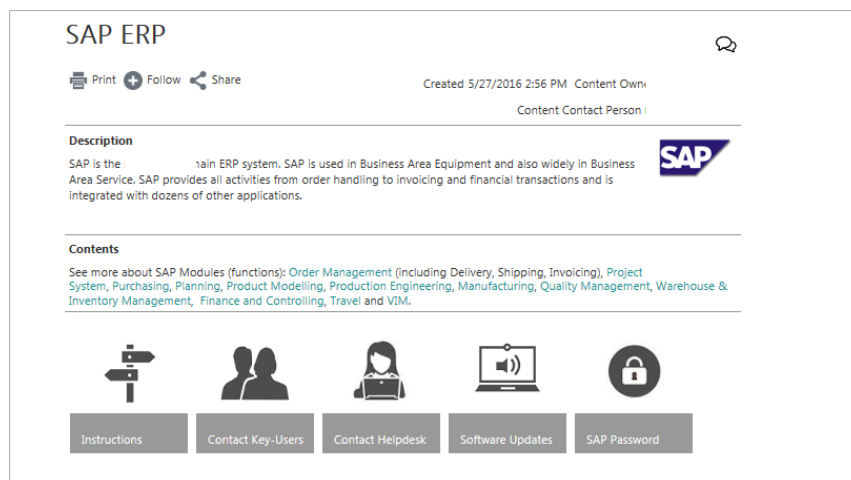 SAP ERP
Print Follow Share
Created 5/27/2016 2:56 PM Content
Content Contact Person
Description
SAP is the ERP system. SAP is used in Business Area Equipment and also widely in Business
Area Service. SAP provides all activities from order handling to invoicing and financial transactions and is
integrated with dozens of other applications.
SAP
Contents
See more about SAP Modules (functions): Order Management (including Delivery, Shipping, Invoicing), Project
System, Purchasing, Planning, Product Modelling, Production Engineering, Manufacturing, Quality Management, Warehouse &
Inventory Management, Finance and Controlling, Travel and VIM.
Instructions
Contact Key-Users
Contact Helpdesk
Software Updates
SAP Password